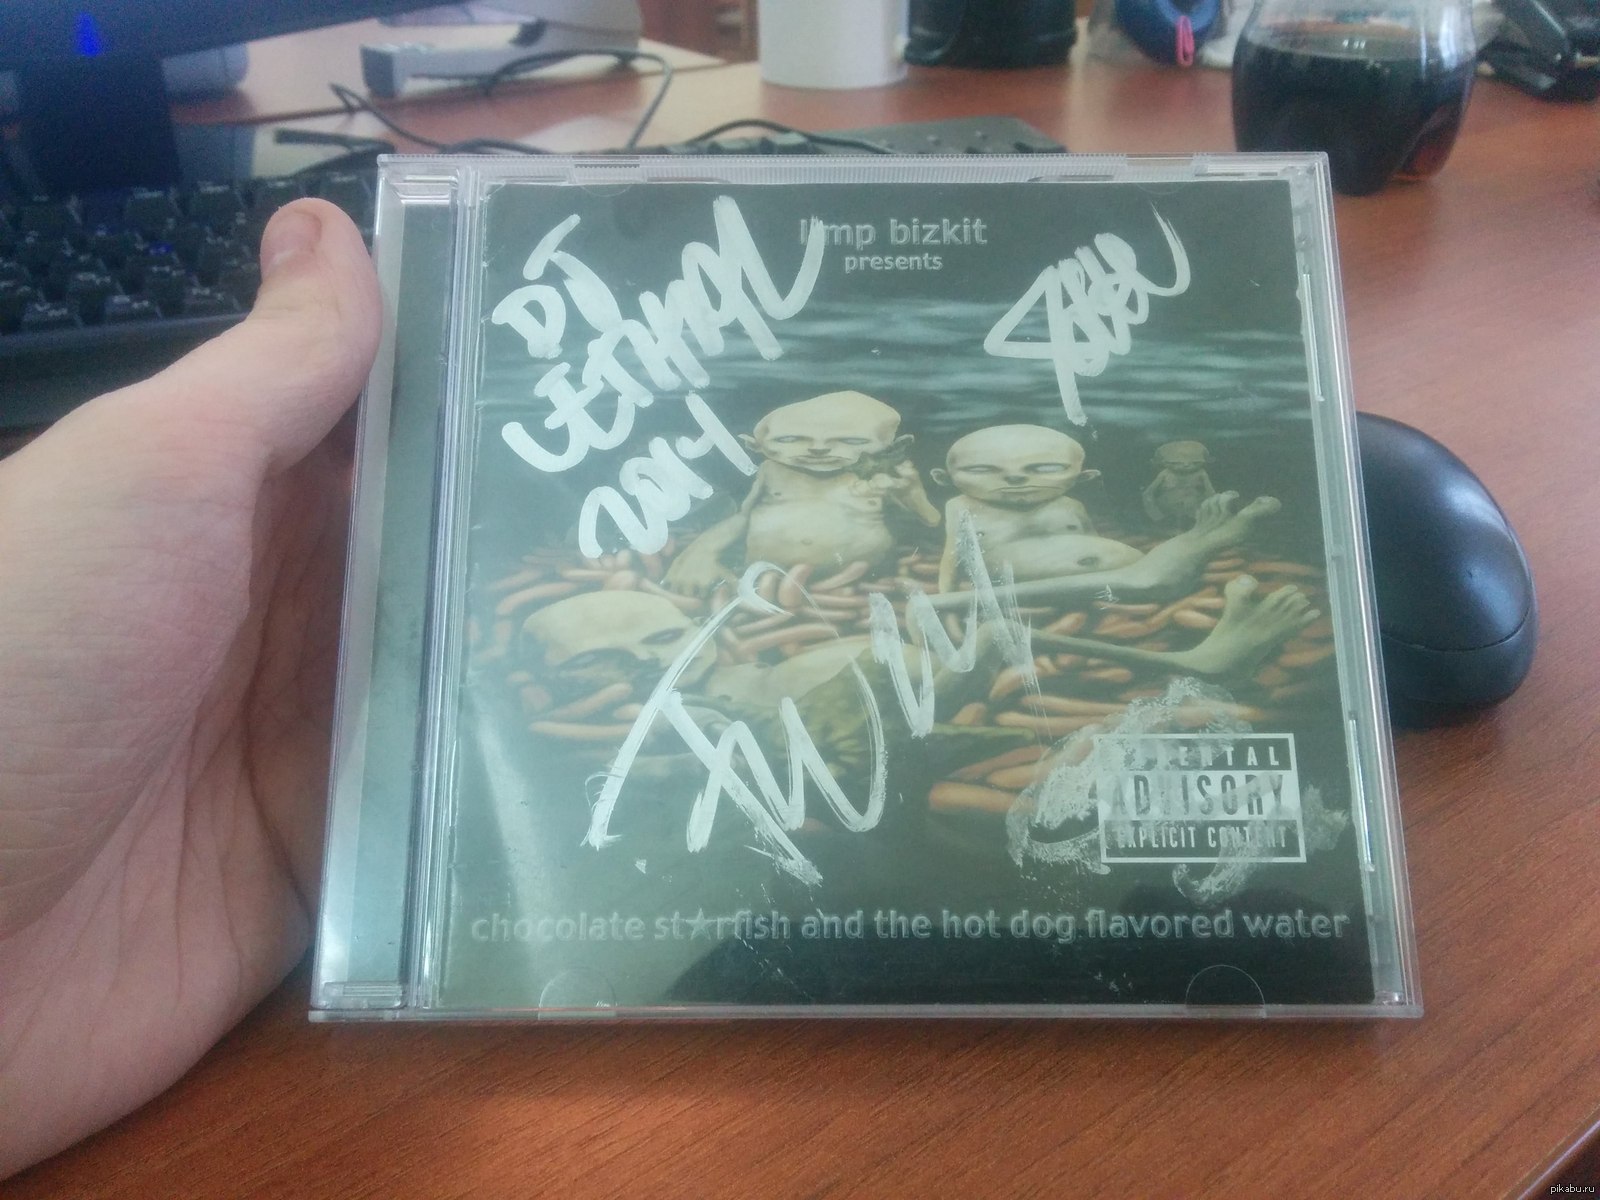 limp bizkit
presents
DJ
LETHAL
2014
PARENTAL
ADVISORY
EXPLICIT CONTENT
chocolate st★rfish and the hot dog flavored water
pikabu.ru